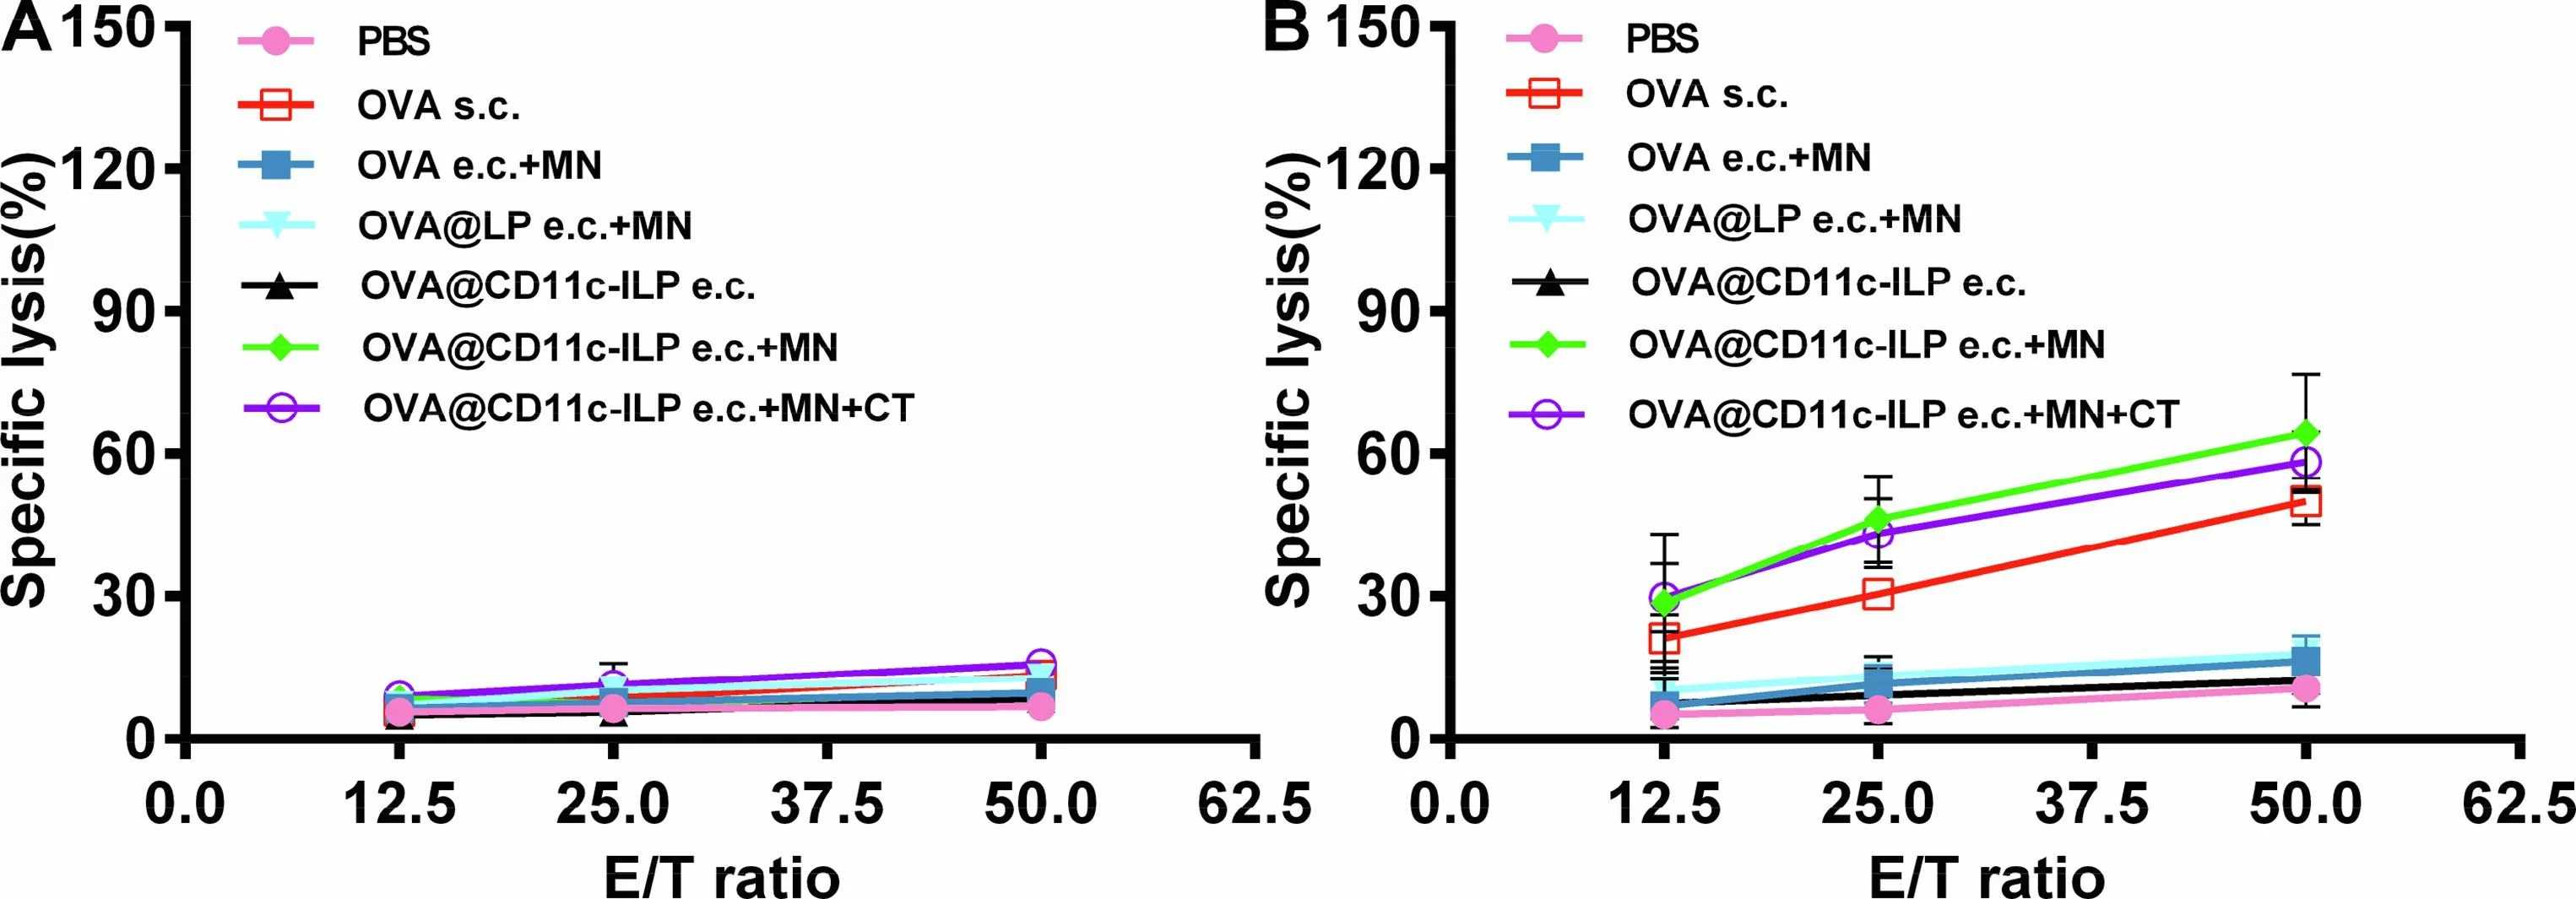 A
150
120
90
60
30
0
Specific lysis(%)
PBS
OVA s.c.
OVA e.c.+MN
OVA@LP e.c.+MN
OVA@CD11c-ILP e.c.
OVA@CD11c-ILP e.c.+MN
OVA@CD11c-ILP e.c.+MN+CT
0.0 12.5 25.0 37.5 50.0 62.5
E/T ratio
B
150
120
90
60
30
0
Specific lysis(%)
PBS
OVA s.c.
OVA e.c.+MN
OVA@LP e.c.+MN
OVA@CD11c-ILP e.c.
OVA@CD11c-ILP e.c.+MN
OVA@CD11c-ILP e.c.+MN+CT
0.0 12.5 25.0 37.5 50.0 62.5
E/T ratio